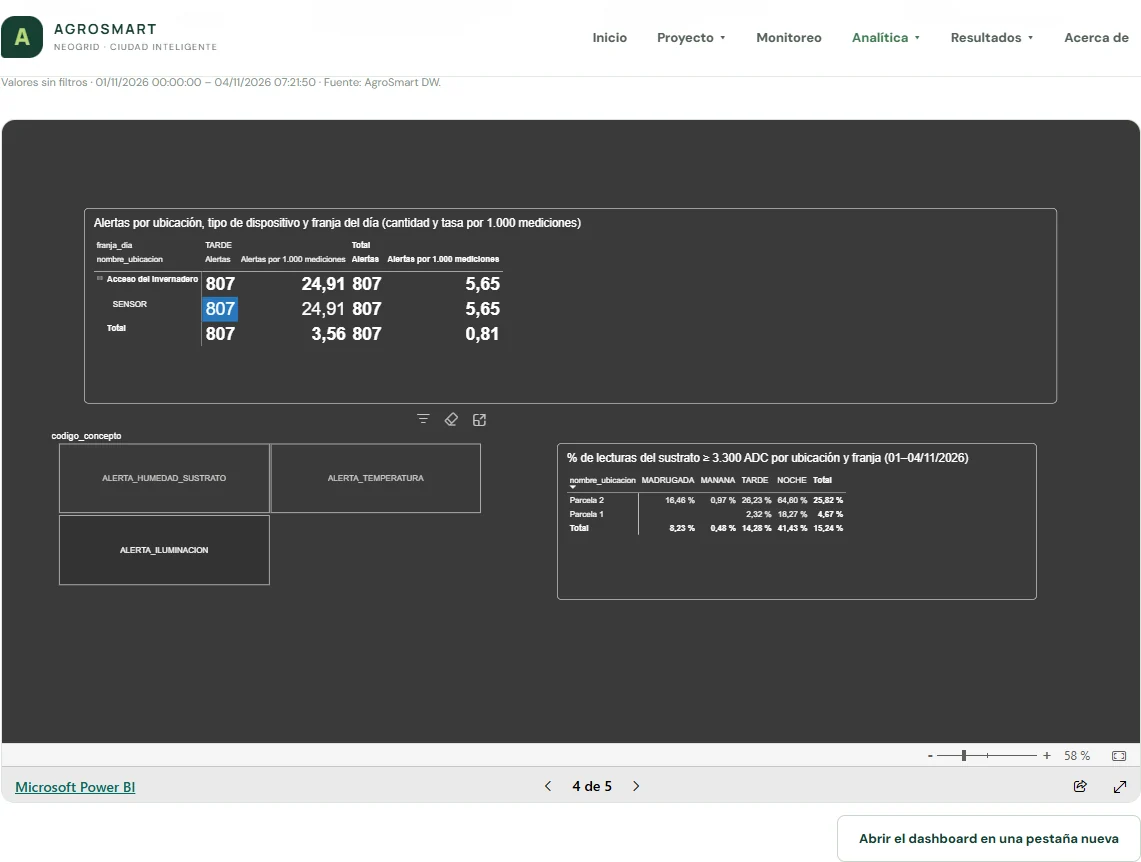 A
AGROSMART
NEOGRID · CIUDAD INTELIGENTE
Inicio Proyecto Monitoreo Analítica Resultados Acerca de
Valores sin filtros · 01/11/2026 00:00:00 – 04/11/2026 07:21:50 · Fuente: AgroSmart DW.
Alertas por ubicación, tipo de dispositivo y franja del día (cantidad y tasa por 1.000 mediciones)
franja_dia TARDE Total
nombre_ubicacion Alertas Alertas por 1.000 mediciones Alertas Alertas por 1.000 mediciones
Acceso del Invernadero 807 24,91 807 5,65
SENSOR 807 24,91 807 5,65
Total 807 3,56 807 0,81
codigo_concepto
ALERTA_HUMEDAD_SUSTRATO ALERTA_TEMPERATURA
ALERTA_ILUMINACION
% de lecturas del sustrato ≥ 3.300 ADC por ubicación y franja (01–04/11/2026)
nombre_ubicacion MADRUGADA MANANA TARDE NOCHE Total
Parcela 2 16,46 % 0,97 % 26,23 % 64,60 % 25,82 %
Parcela 1 2,32 % 18,27 % 4,67 %
Total 8,23 % 0,48 % 14,28 % 41,43 % 15,24 %
- + 58 %
Microsoft Power BI 4 de 5
Abrir el dashboard en una pestaña nueva